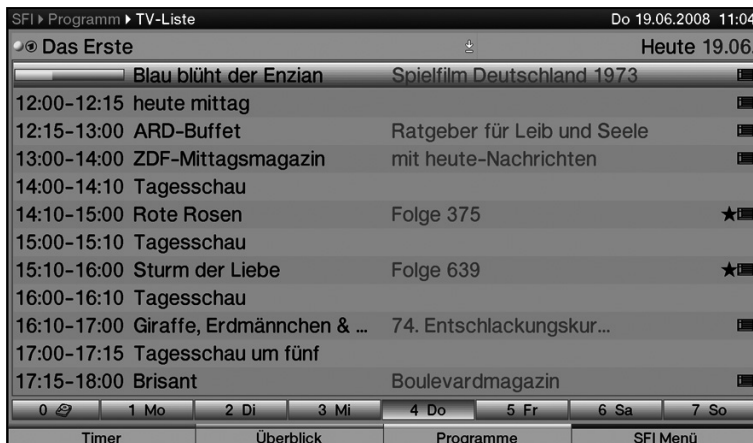 SFI Programm TV-Liste Do 19.06.2008 11:04
Das Erste Heute 19.06.
Blau blüht der Enzian Spielfilm Deutschland 1973
12:00-12:15 heute mittag
12:15-13:00 ARD-Buffet Ratgeber für Leib und Seele
13:00-14:00 ZDF-Mittagsmagazin mit heute-Nachrichten
14:00-14:10 Tagesschau
14:10-15:00 Rote Rosen Folge 375
15:00-15:10 Tagesschau
15:10-16:00 Sturm der Liebe Folge 639
16:00-16:10 Tagesschau
16:10-17:00 Giraffe, Erdmännchen & ... 74. Entschlackungskur...
17:00-17:15 Tagesschau um fünf
17:15-18:00 Brisant Boulevardmagazin
0 1 Mo 2 Di 3 Mi 4 Do 5 Fr 6 Sa 7 So
Timer Überblick Programme SFI Menü